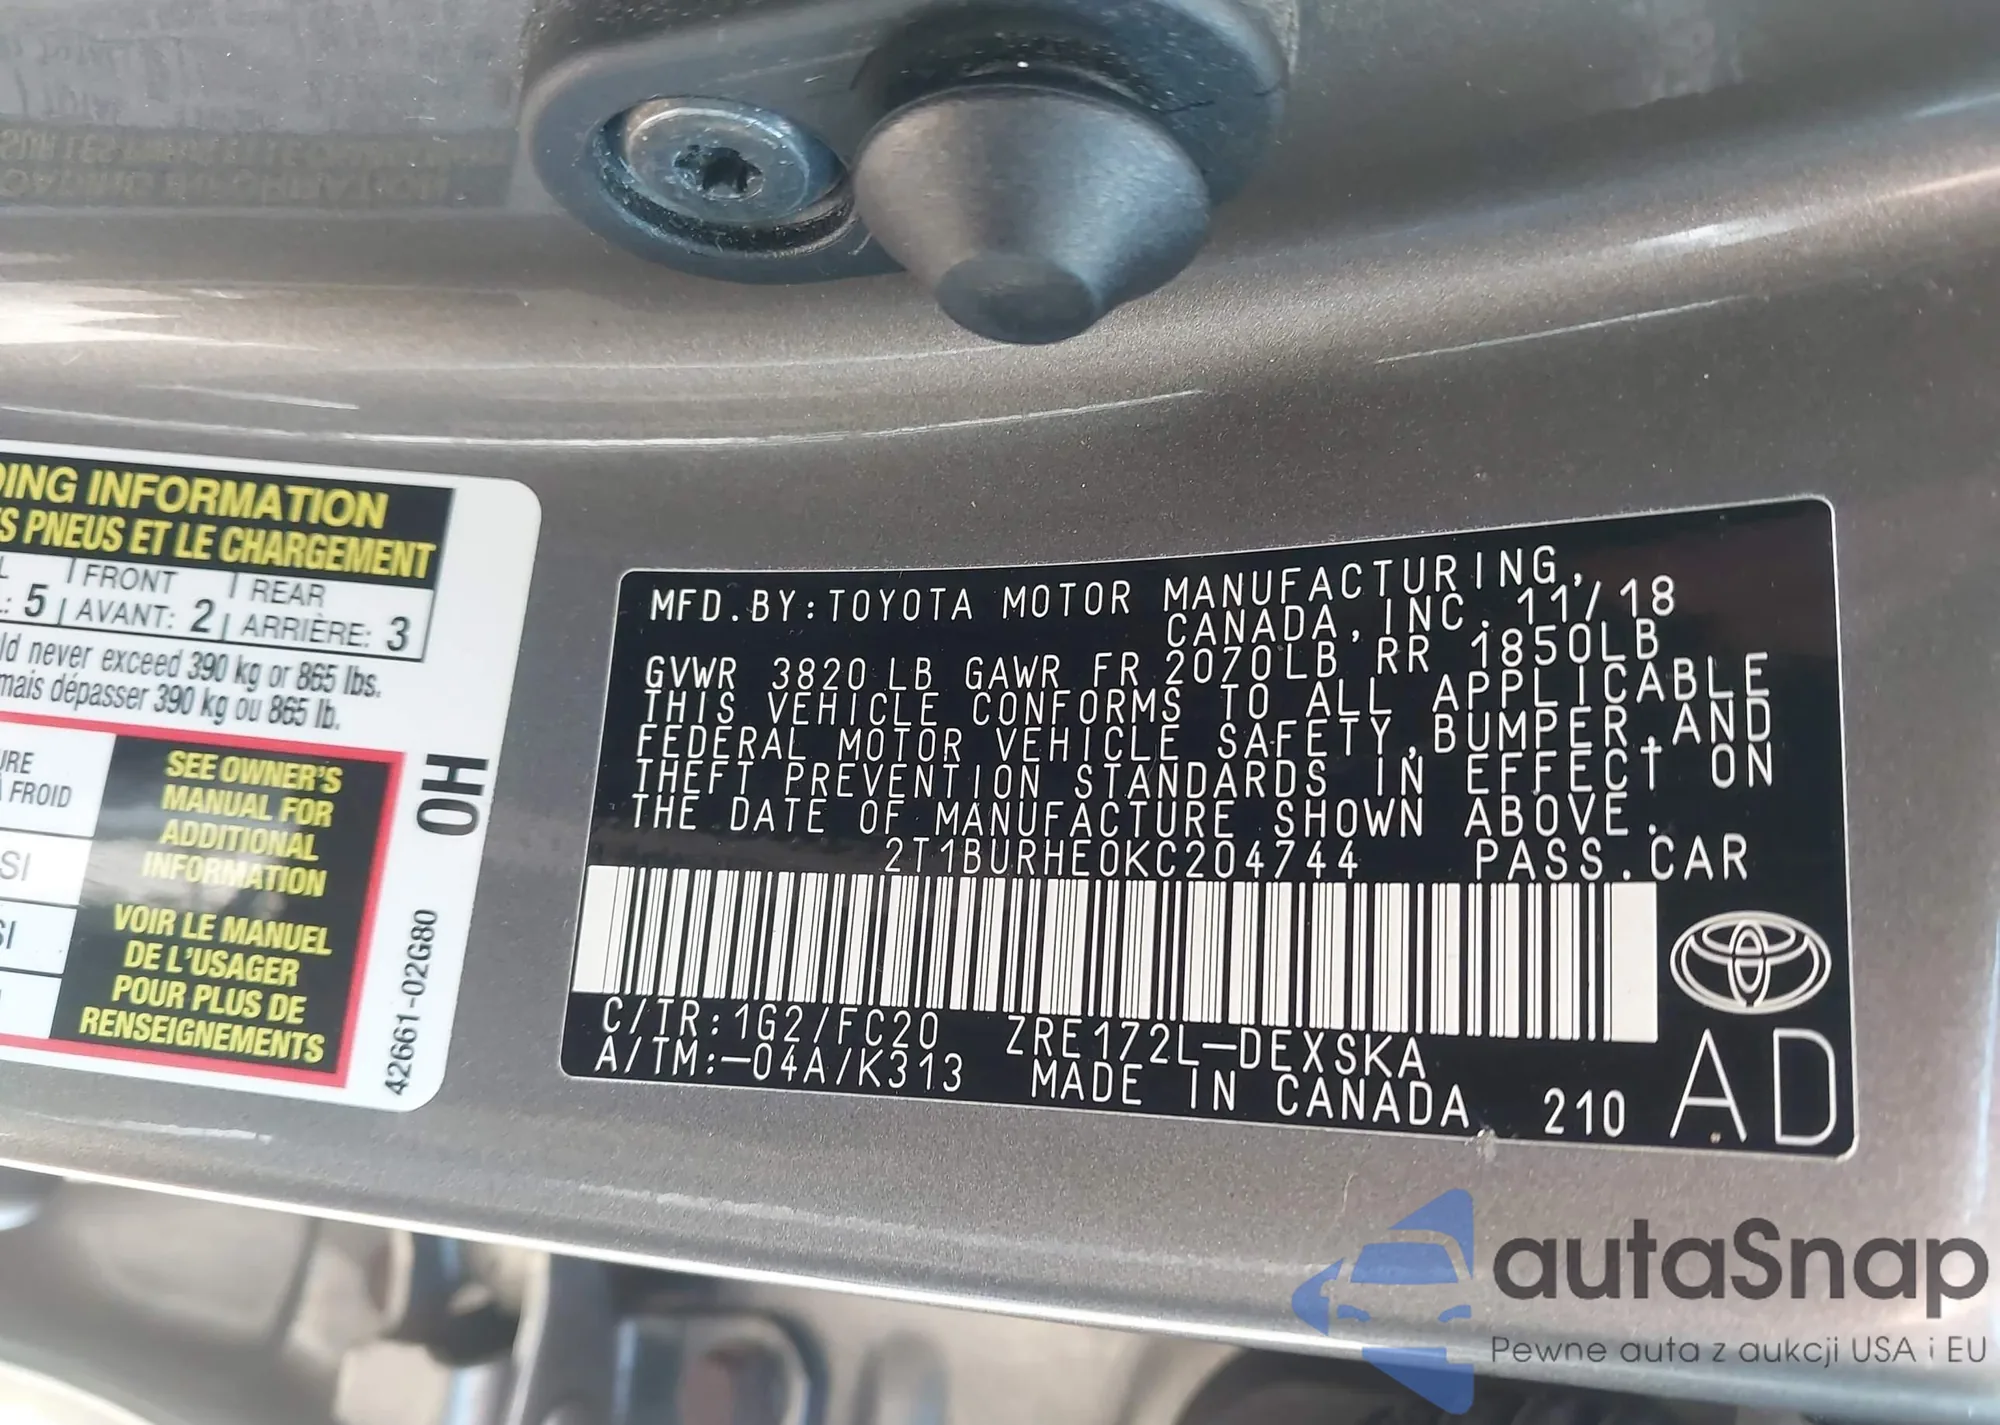 DING INFORMATION
S PNEUS ET LE CHARGEMENT
L | FRONT | REAR
: 5 | AVANT: 2 | ARRIÈRE: 3
ld never exceed 390 kg or 865 lbs.
mais dépasser 390 kg ou 865 lb.
URE
À FROID
SI
SI
SEE OWNER'S
MANUAL FOR
ADDITIONAL
INFORMATION
VOIR LE MANUEL
DE L'USAGER
POUR PLUS DE
RENSEIGNEMENTS
OH
42661-02G80
MFD.BY:TOYOTA MOTOR MANUFACTURING,
CANADA,INC. 11/18
GVWR 3820LB GAWR FR 2070LB RR 1850LB
THIS VEHICLE CONFORMS TO ALL APPLICABLE
FEDERAL MOTOR VEHICLE SAFETY,BUMPER,AND
THEFT PREVENTION STANDARDS IN EFFECT ON
THE DATE OF MANUFACTURE SHOWN ABOVE.
2T1BURHE0KC204744 PASS.CAR
C/TR:1G2/FC20 ZRE172L-DEXSKA
A/TM:-04A/K313 MADE IN CANADA 210
AD
autaSnap
Pewne auta z aukcji USA i EU